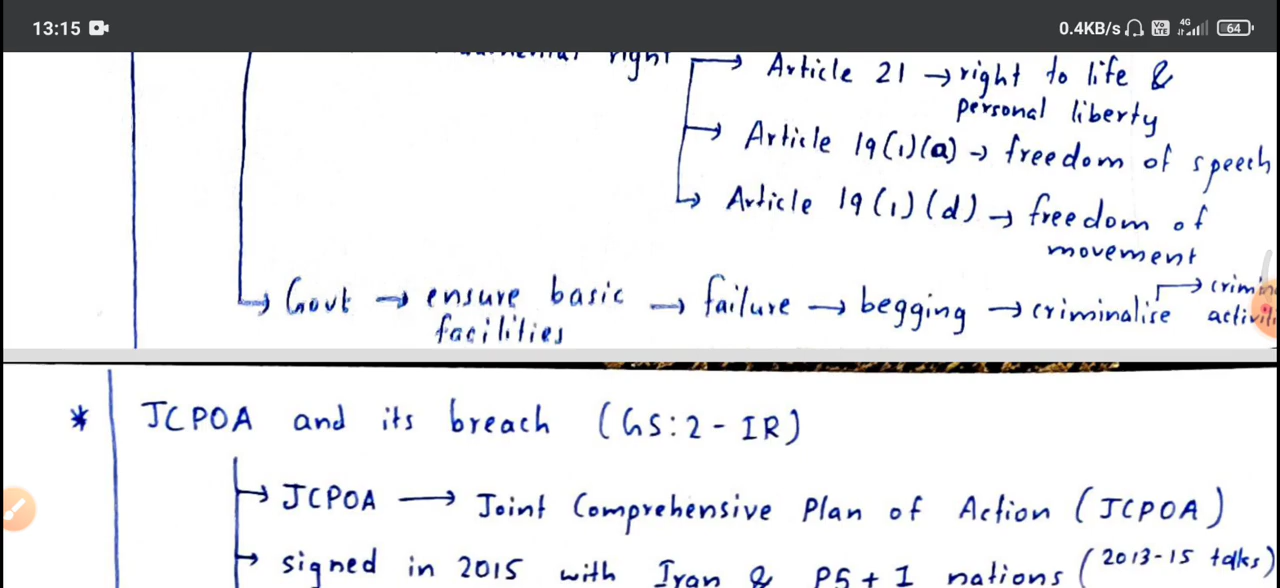 13:15 0.4KB/s Vo LTE 4G 64
right → Article 21 → right to life &
personal liberty
→ Article 19(1)(a) → freedom of speech
→ Article 19(1)(d) → freedom of
movement
→ Govt → ensure basic facilities → failure → begging → criminalise →
* JCPOA and its breach (GS:2 - IR)
→ JCPOA → Joint Comprehensive Plan of Action (JCPOA)
→ signed in 2015 with Iran & P5+1 nations (2013-15 talks)